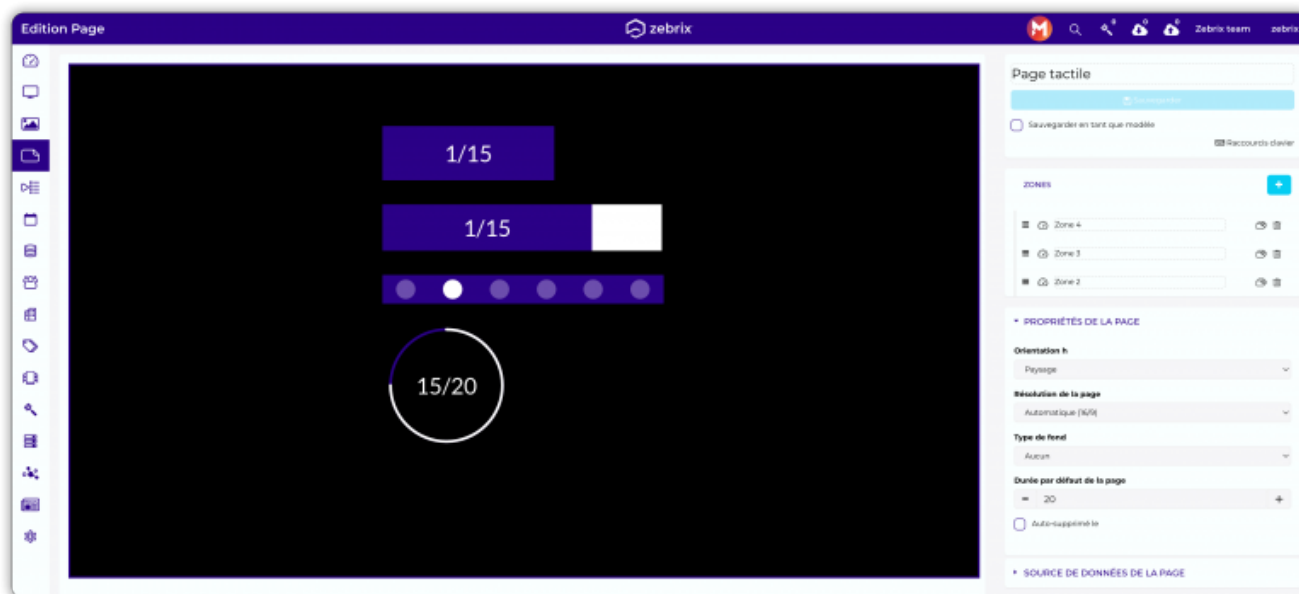 Edition Page
zebrix
Zebrix team
zebrix
1/15
1/15
15/20
Page tactile
Sauvegarder
Sauvegarder en tant que modèle
Raccourcis clavier
ZONES
Zone 4
Zone 3
Zone 2
PROPRIÉTÉS DE LA PAGE
Orientation h
Paysage
Résolution de la page
Automatique (16/9)
Type de fond
Aucun
Durée par défaut de la page
20
Auto-supprimé le
SOURCE DE DONNÉES DE LA PAGE